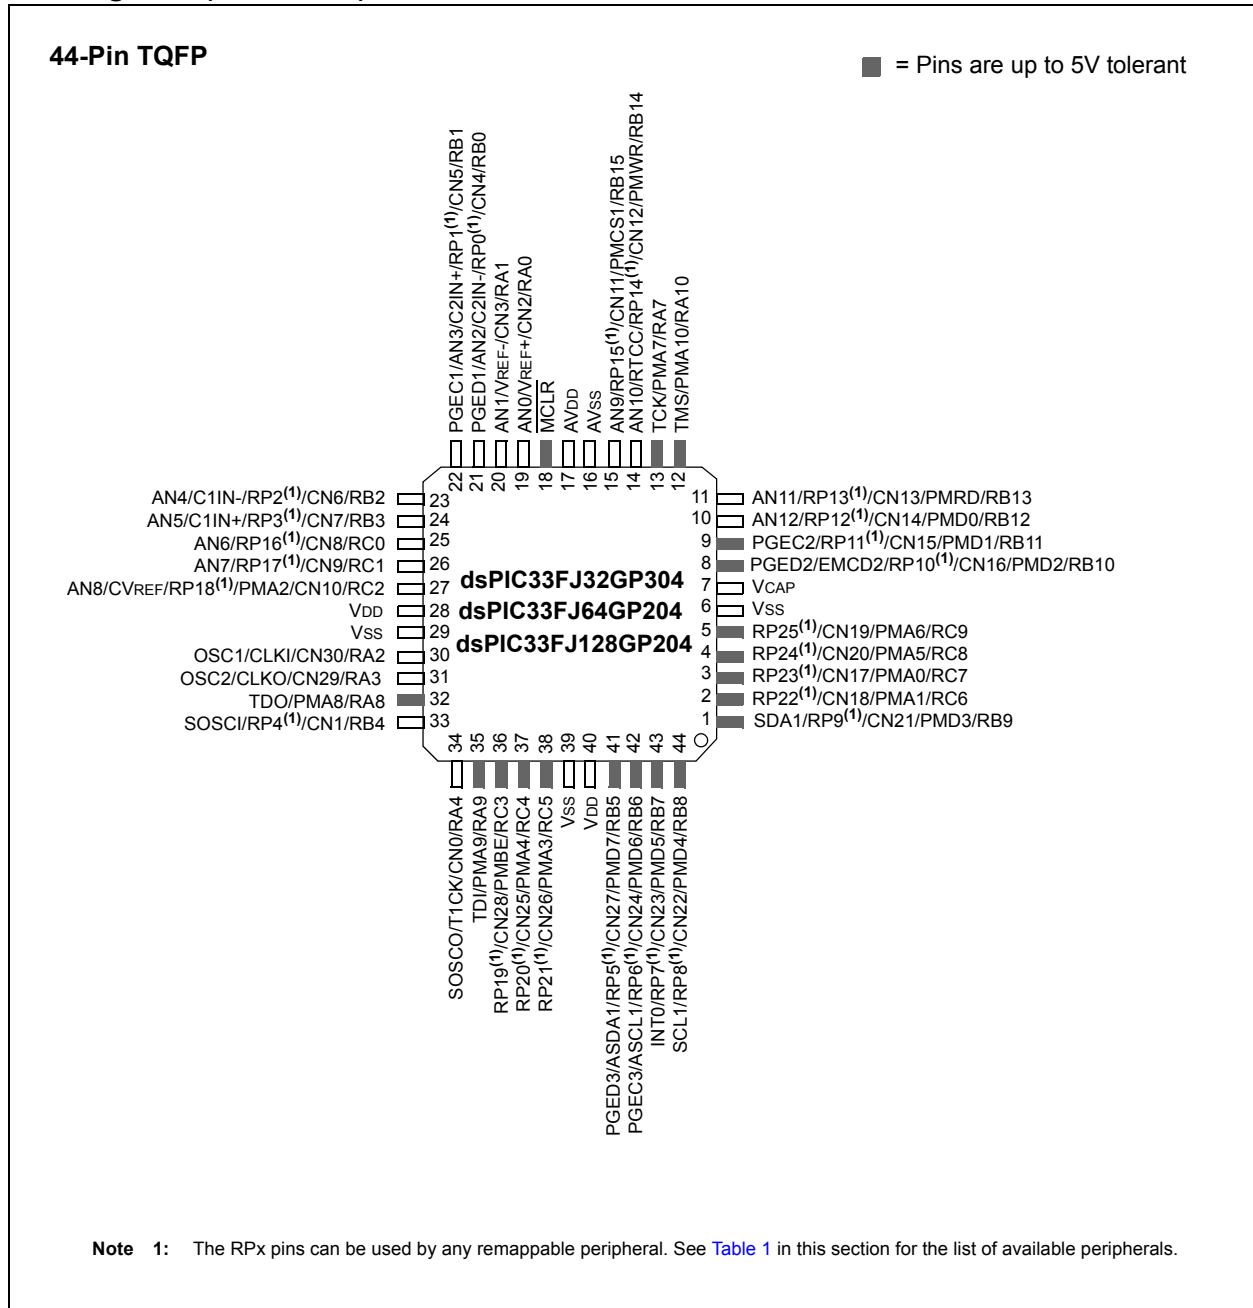 44-Pin TQFP
= Pins are up to 5V tolerant
PGEC1/AN3/C2IN+/RP1(1)/CN5/RB1
PGED1/AN2/C2IN-/RP0(1)/CN4/RB0
AN1/VREF-/CN3/RA1
AN0/VREF+/CN2/RA0
MCLR
AVDD
AVSS
AN9/RP15(1)/CN11/PMCS1/RB15
AN10/RTCC/RP14(1)/CN12/PMWR/RB14
TCK/PMA7/RA7
TMS/PMA10/RA10
22 21 20 19 18 17 16 15 14 13 12
AN4/C1IN-/RP2(1)/CN6/RB2 23
AN5/C1IN+/RP3(1)/CN7/RB3 24
AN6/RP16(1)/CN8/RC0 25
AN7/RP17(1)/CN9/RC1 26
AN8/CVREF/RP18(1)/PMA2/CN10/RC2 27
VDD 28
VSS 29
OSC1/CLKI/CN30/RA2 30
OSC2/CLKO/CN29/RA3 31
TDO/PMA8/RA8 32
SOSCI/RP4(1)/CN1/RB4 33
dsPIC33FJ32GP304
dsPIC33FJ64GP204
dsPIC33FJ128GP204
11 AN11/RP13(1)/CN13/PMRD/RB13
10 AN12/RP12(1)/CN14/PMD0/RB12
9 PGEC2/RP11(1)/CN15/PMD1/RB11
8 PGED2/EMCD2/RP10(1)/CN16/PMD2/RB10
7 VCAP
6 VSS
5 RP25(1)/CN19/PMA6/RC9
4 RP24(1)/CN20/PMA5/RC8
3 RP23(1)/CN17/PMA0/RC7
2 RP22(1)/CN18/PMA1/RC6
1 SDA1/RP9(1)/CN21/PMD3/RB9
34 35 36 37 38 39 40 41 42 43 44
SOSCO/T1CK/CN0/RA4
TDI/PMA9/RA9
RP19(1)/CN28/PMBE/RC3
RP20(1)/CN25/PMA4/RC4
RP21(1)/CN26/PMA3/RC5
VSS
VDD
PGED3/ASDA1/RP5(1)/CN27/PMD7/RB5
PGEC3/ASCL1/RP6(1)/CN24/PMD6/RB6
INT0/RP7(1)/CN23/PMD5/RB7
SCL1/RP8(1)/CN22/PMD4/RB8
Note 1: The RPx pins can be used by any remappable peripheral. See Table 1 in this section for the list of available peripherals.